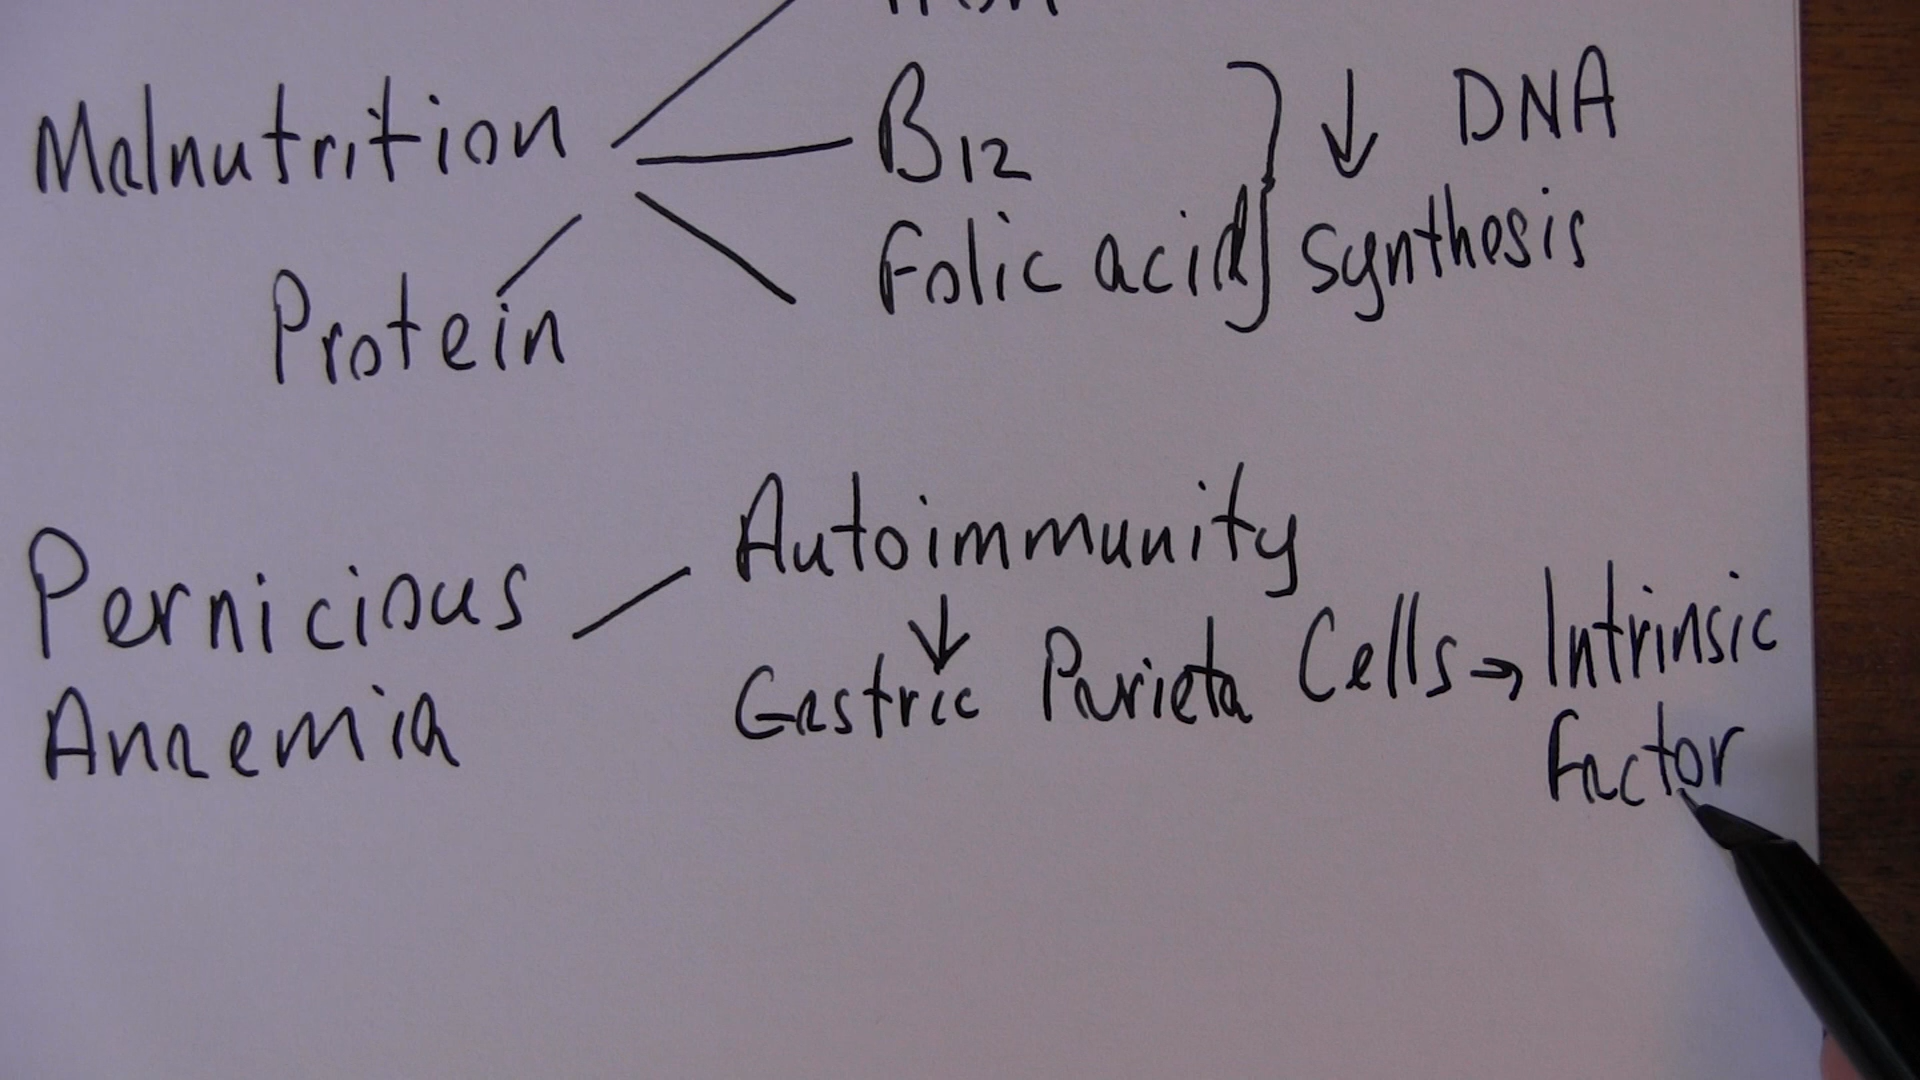 Malnutrition
B12
} ↓ DNA
Folic acid
synthesis
Protein
Pernicious
Anaemia
Autoimmunity
↓
Gastric Parieta Cells → Intrinsic
Factor